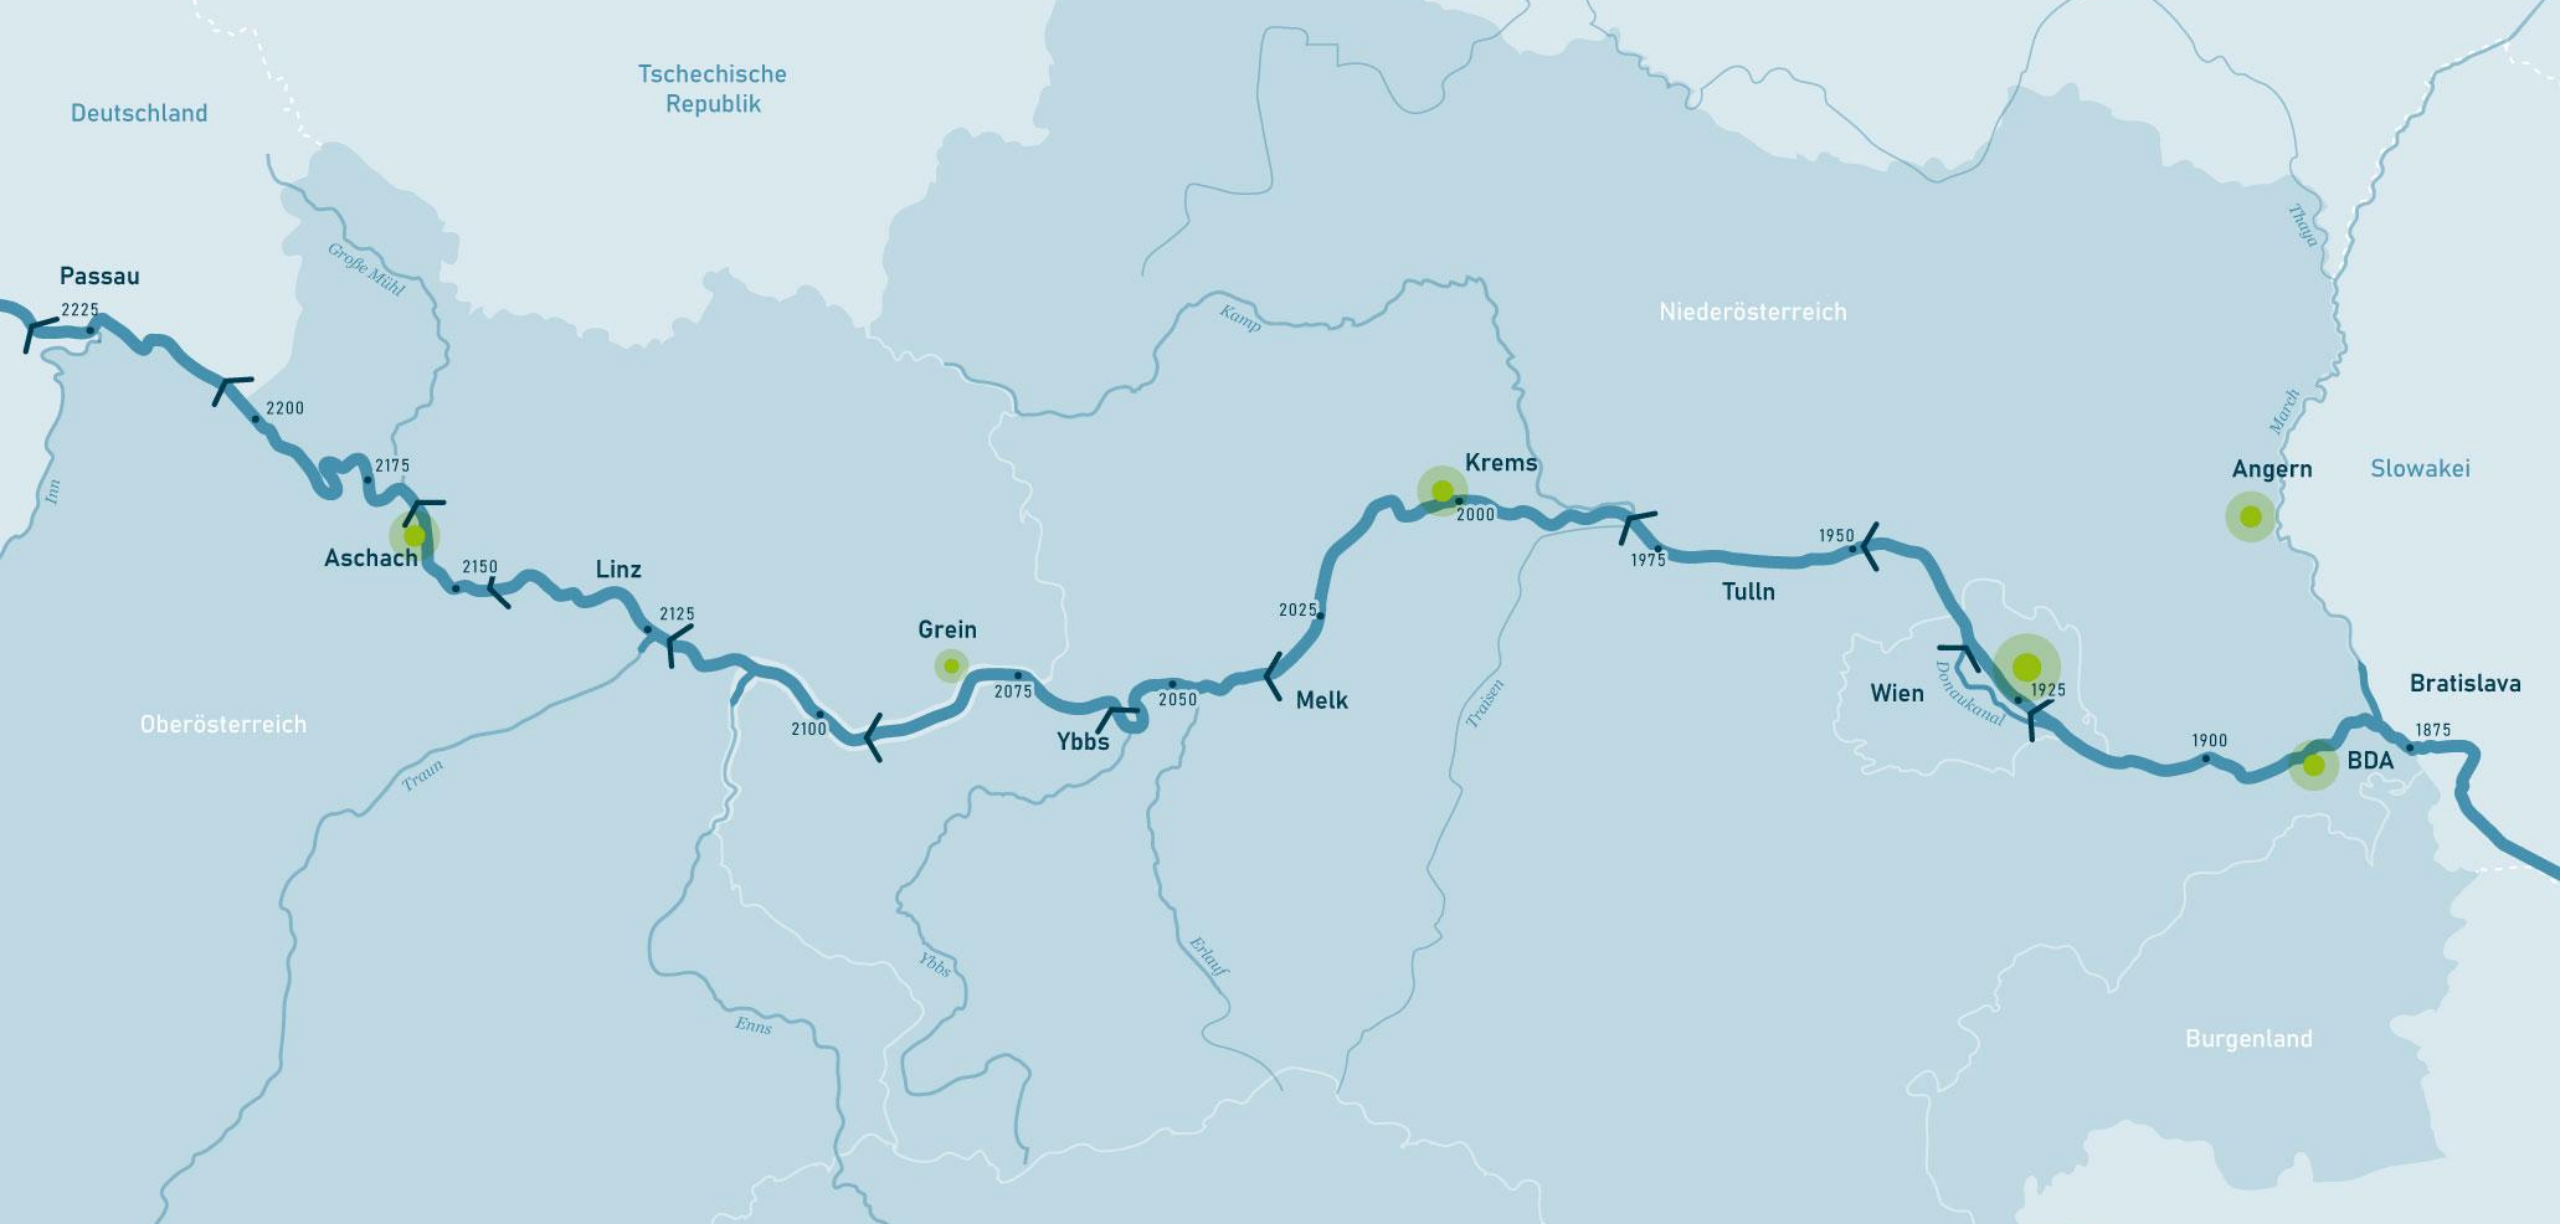 Tschechische
Republik
Deutschland
Thaya
Große Mühl
Passau
2225
Kamp
Niederösterreich
2200
March
Krems
2175
Angern
Slowakei
Inn
2000
1950
Aschach
2150
Linz
1975
Tulln
2125
2025
Grein
Bratislava
Wien
Donaukanal
1925
2075
2050
Melk
Traisen
Oberösterreich
2100
Ybbs
1900
1875
BDA
Traun
Erlauf
Ybbs
Enns
Burgenland